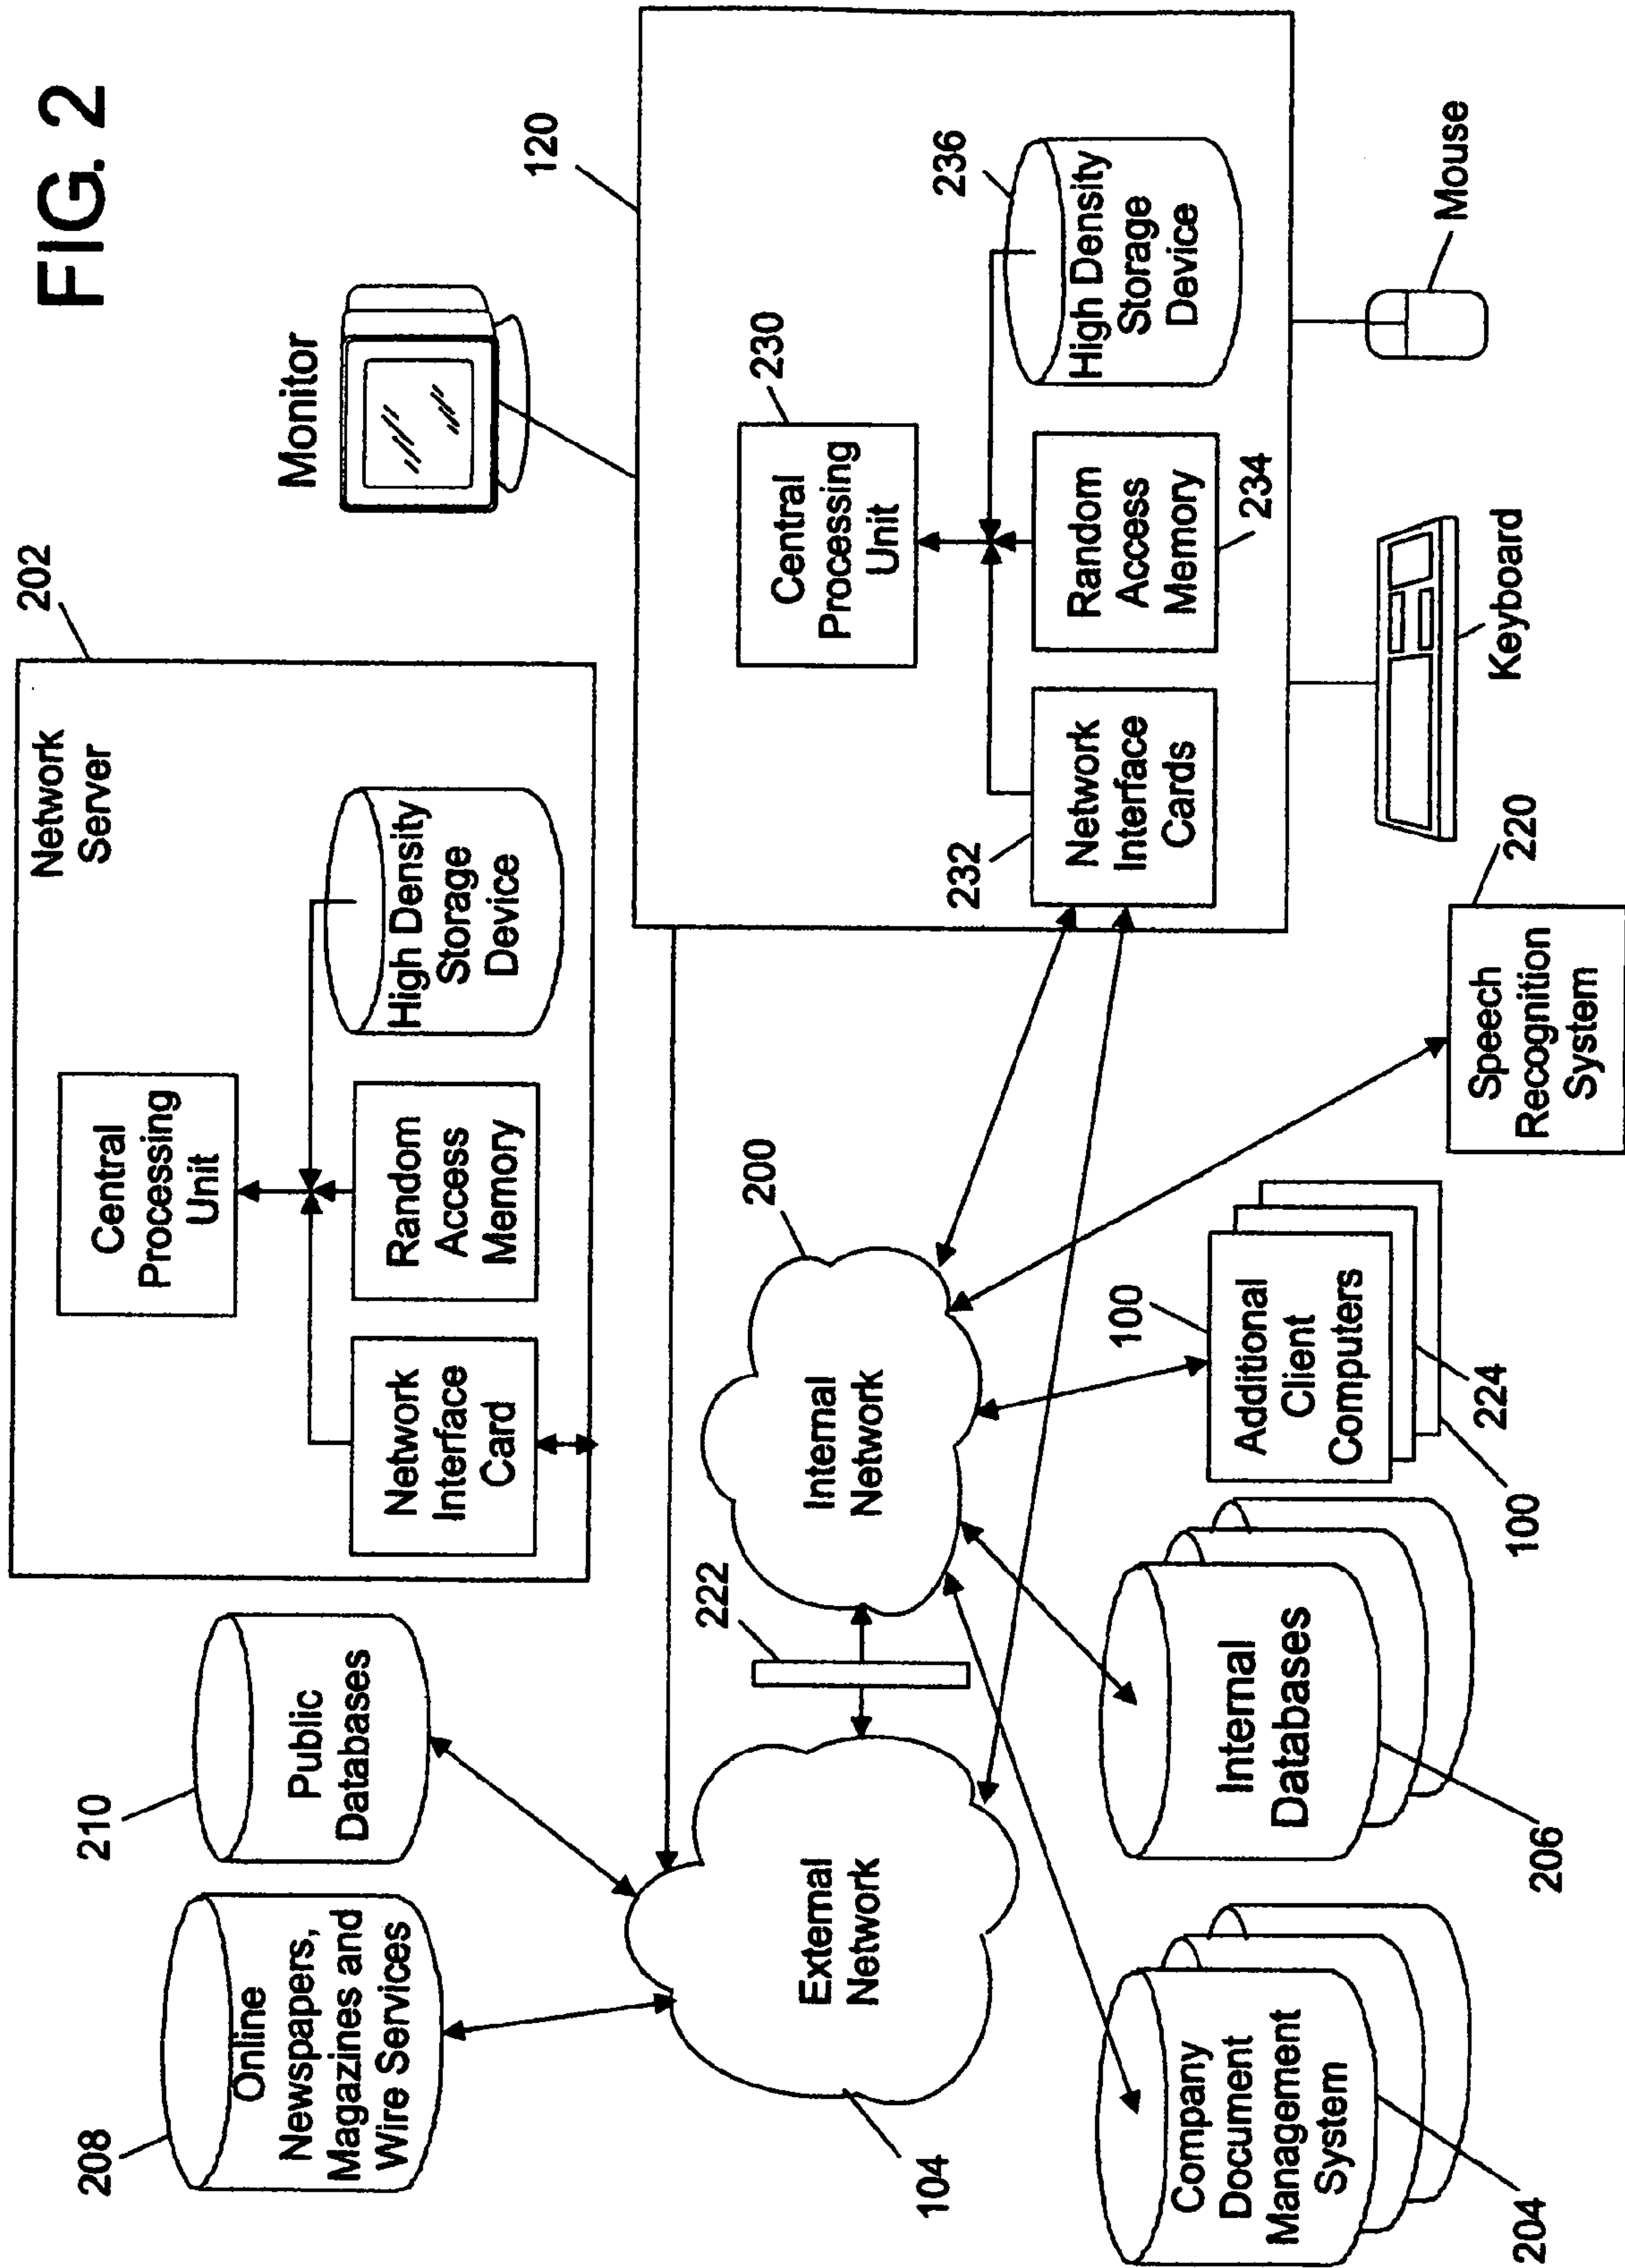 FIG. 2
202
Network
Server
Central
Processing
Unit
Network
Interface
Card
Random
Access
Memory
High Density
Storage
Device
Monitor
120
230
Central
Processing
Unit
232
Network
Interface
Cards
Random
Access
Memory
234
236
High Density
Storage
Device
Keyboard
Mouse
208
Online
Newspapers,
Magazines and
Wire Services
210
Public
Databases
External
Network
104
222
Internal
Network
200
Company
Document
Management
System
204
Internal
Databases
206
100
Additional
Client
Computers
100
224
Speech
Recognition
System
220